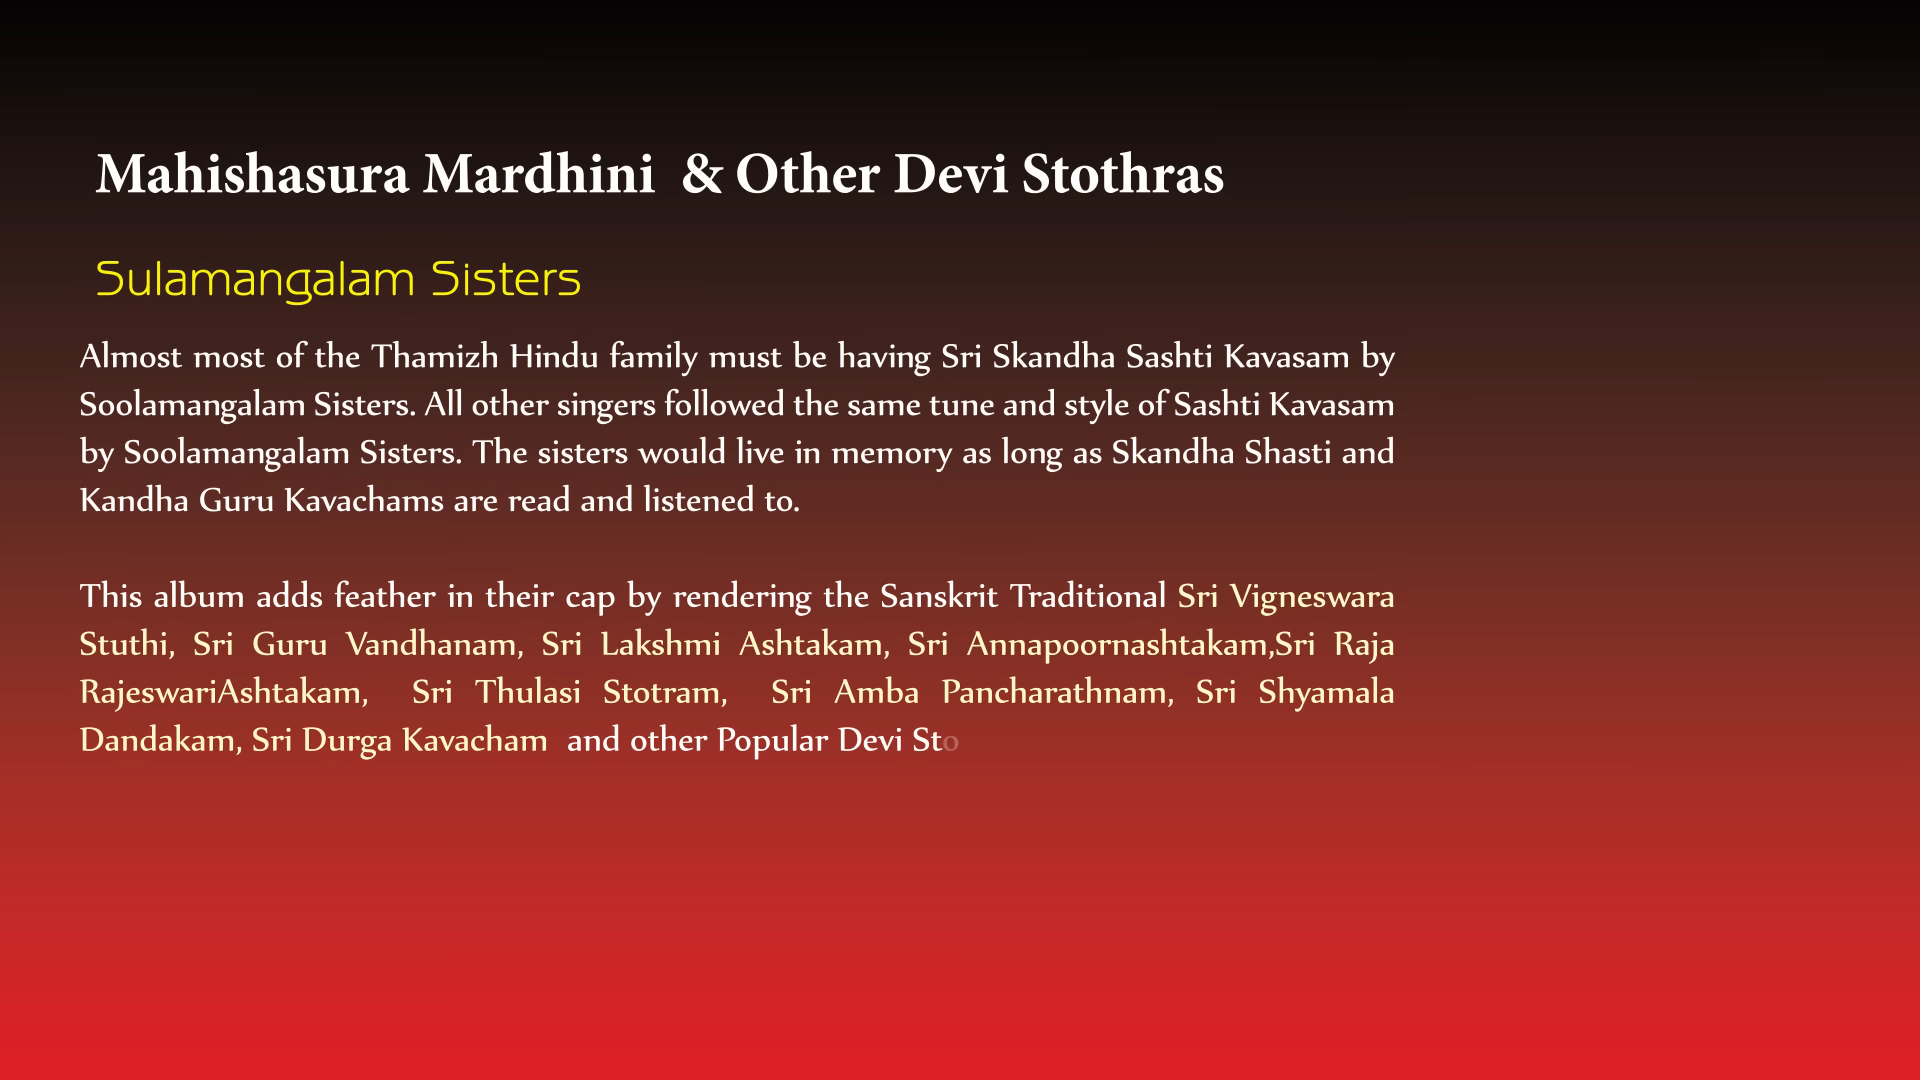 Mahishasura Mardhini & Other Devi Stothras
Sulamangalam Sisters
Almost most of the Thamizh Hindu family must be having Sri Skandha Sashti Kavasam by
Soolamangalam Sisters. All other singers followed the same tune and style of Sashti Kavasam
by Soolamangalam Sisters. The sisters would live in memory as long as Skandha Shasti and
Kandha Guru Kavachams are read and listened to.
This album adds feather in their cap by rendering the Sanskrit Traditional Sri Vigneswara
Stuthi, Sri Guru Vandhanam, Sri Lakshmi Ashtakam, Sri Annapoornashtakam,Sri Raja
RajeswariAshtakam, Sri Thulasi Stotram, Sri Amba Pancharathnam, Sri Shyamala
Dandakam, Sri Durga Kavacham and other Popular Devi Sto